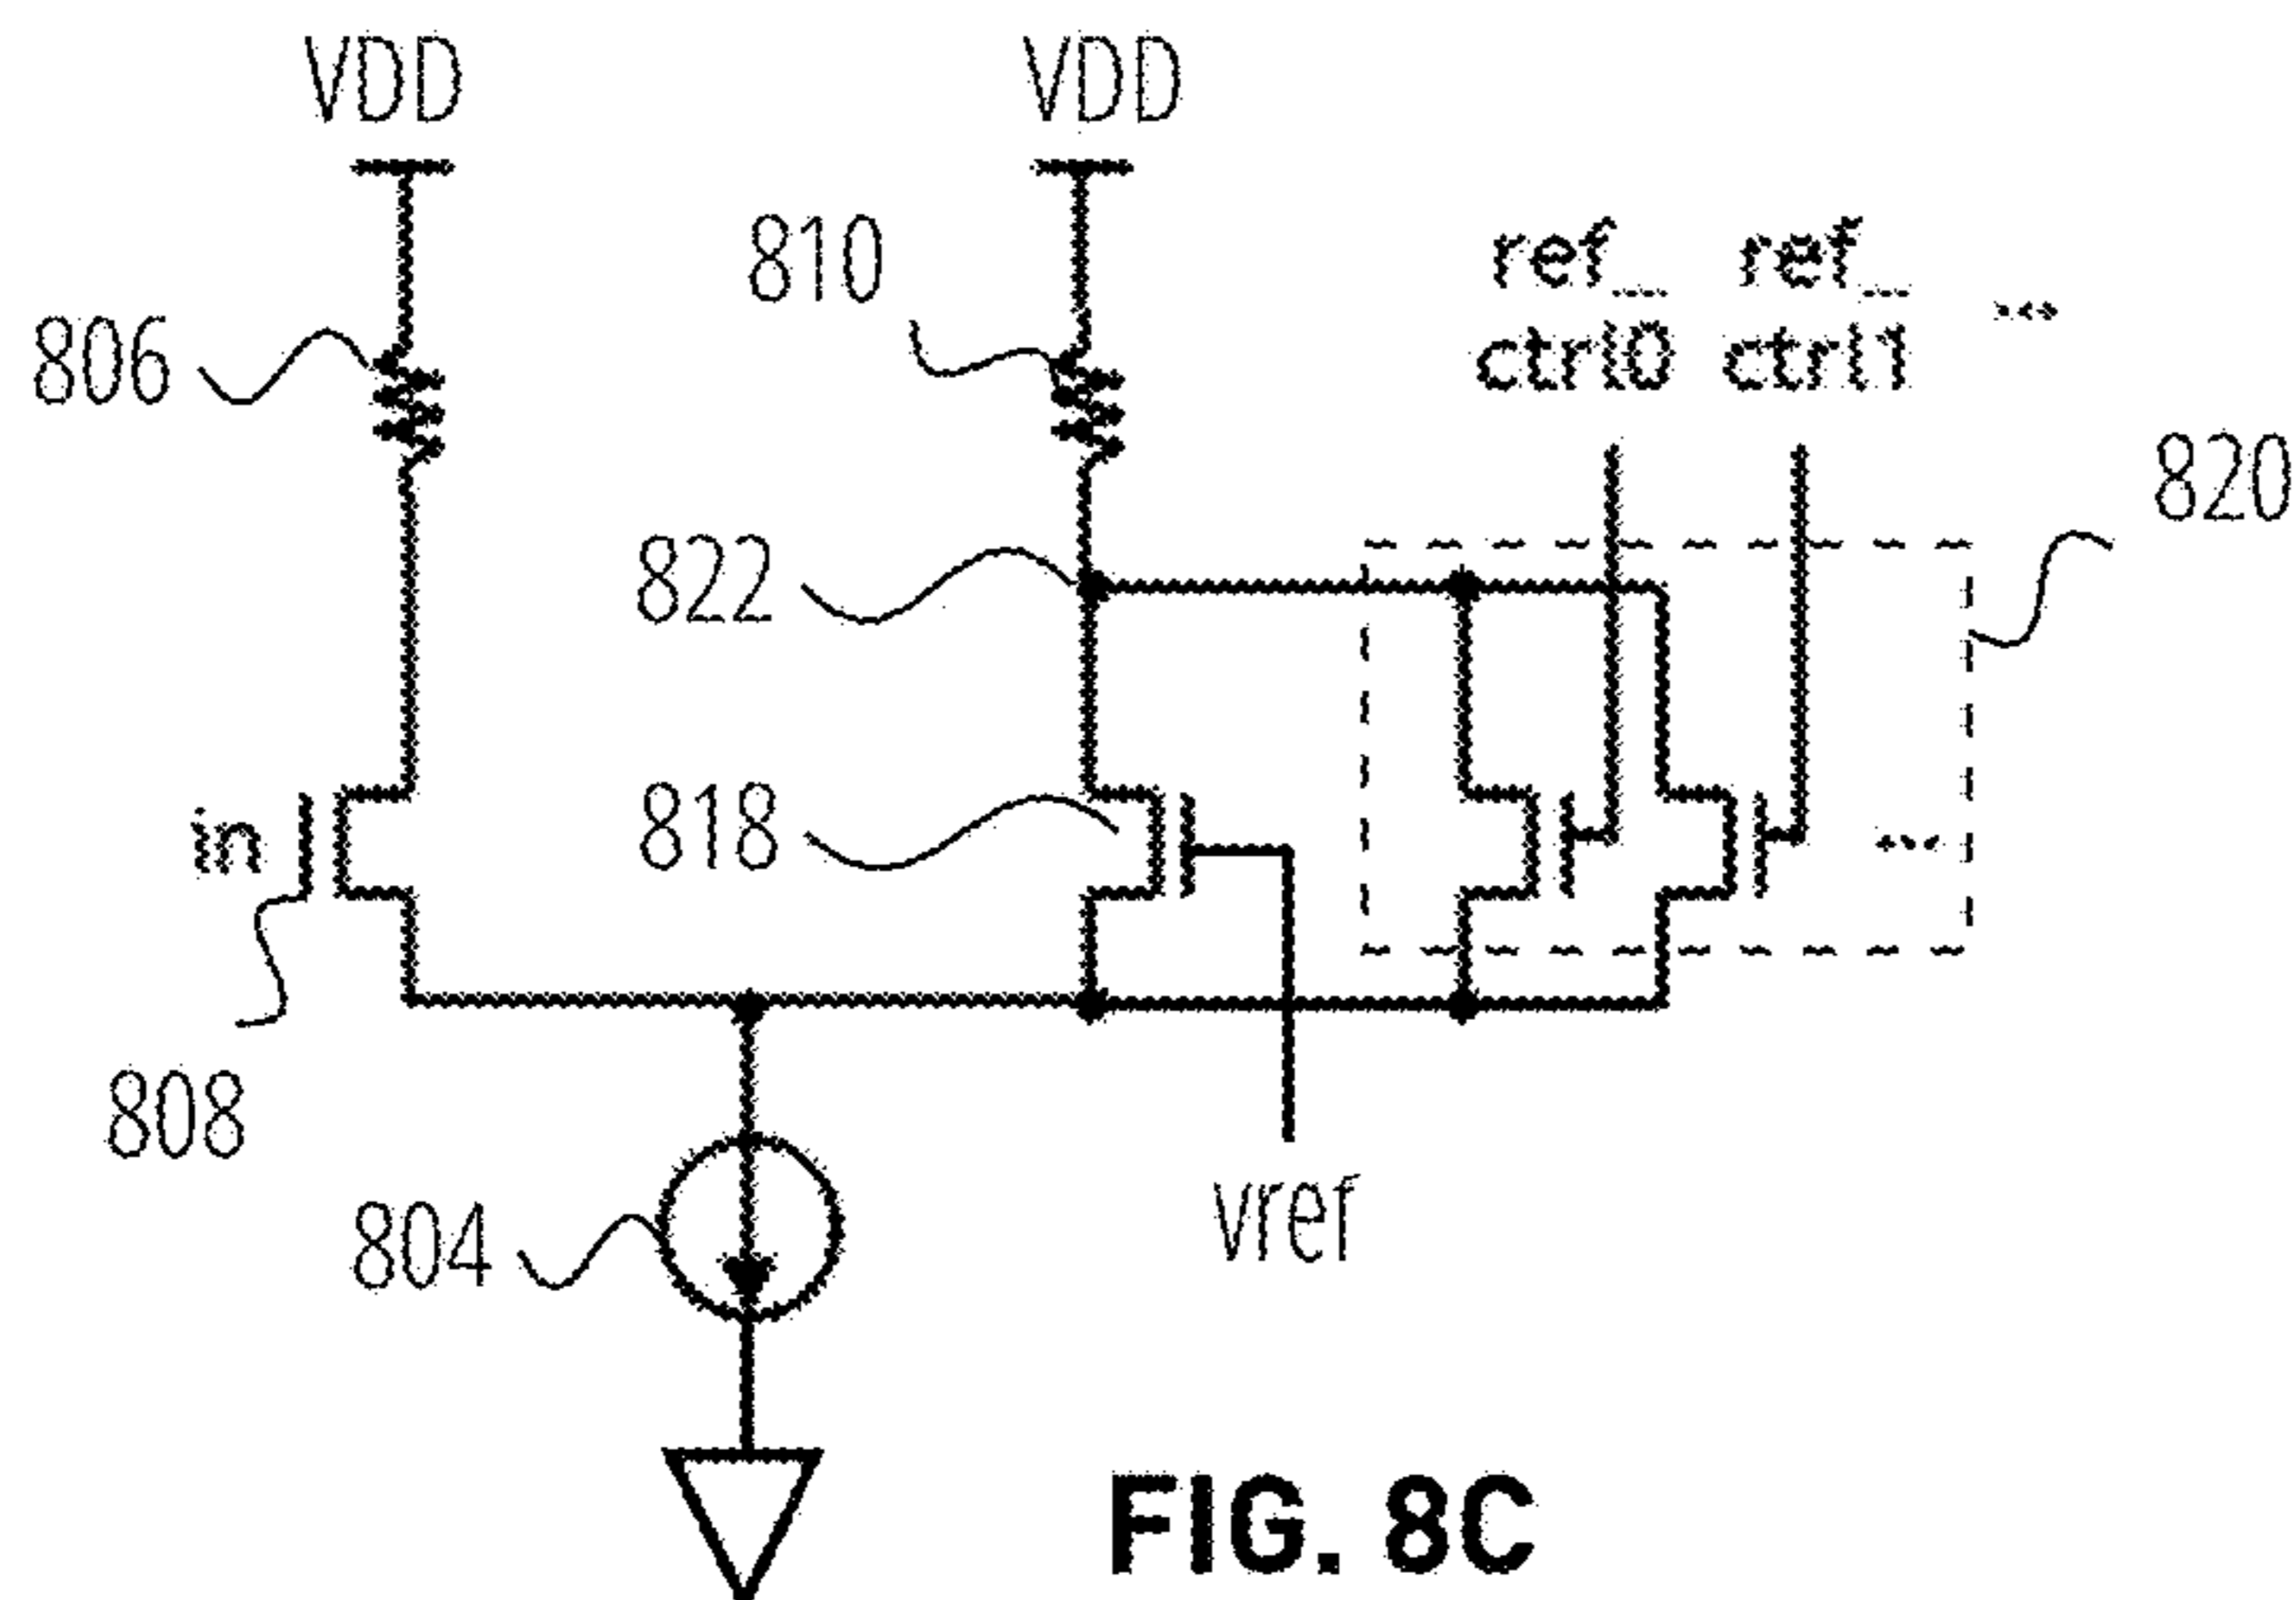 VDD VDD
810
ref_ ref_ ...
ctrl0 ctrl1
806
820
822
in
818
...
808
804
vref
FIG. 8C